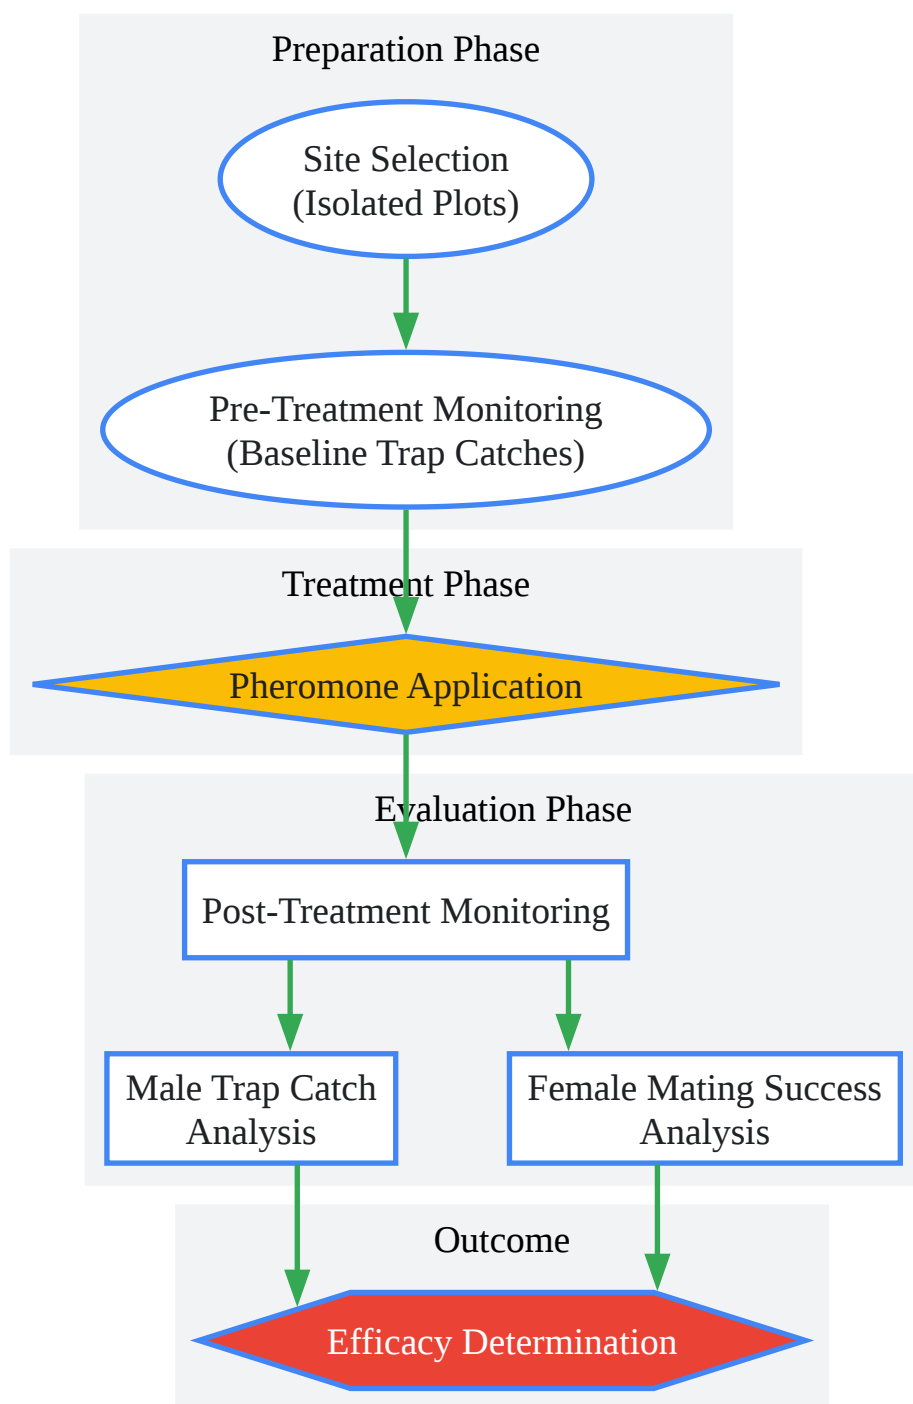 Preparation Phase
Site Selection
(Isolated Plots)
Pre-Treatment Monitoring
(Baseline Trap Catches)
Treatment Phase
Pheromone Application
Evaluation Phase
Post-Treatment Monitoring
Male Trap Catch
Analysis
Female Mating Success
Analysis
Outcome
Efficacy Determination